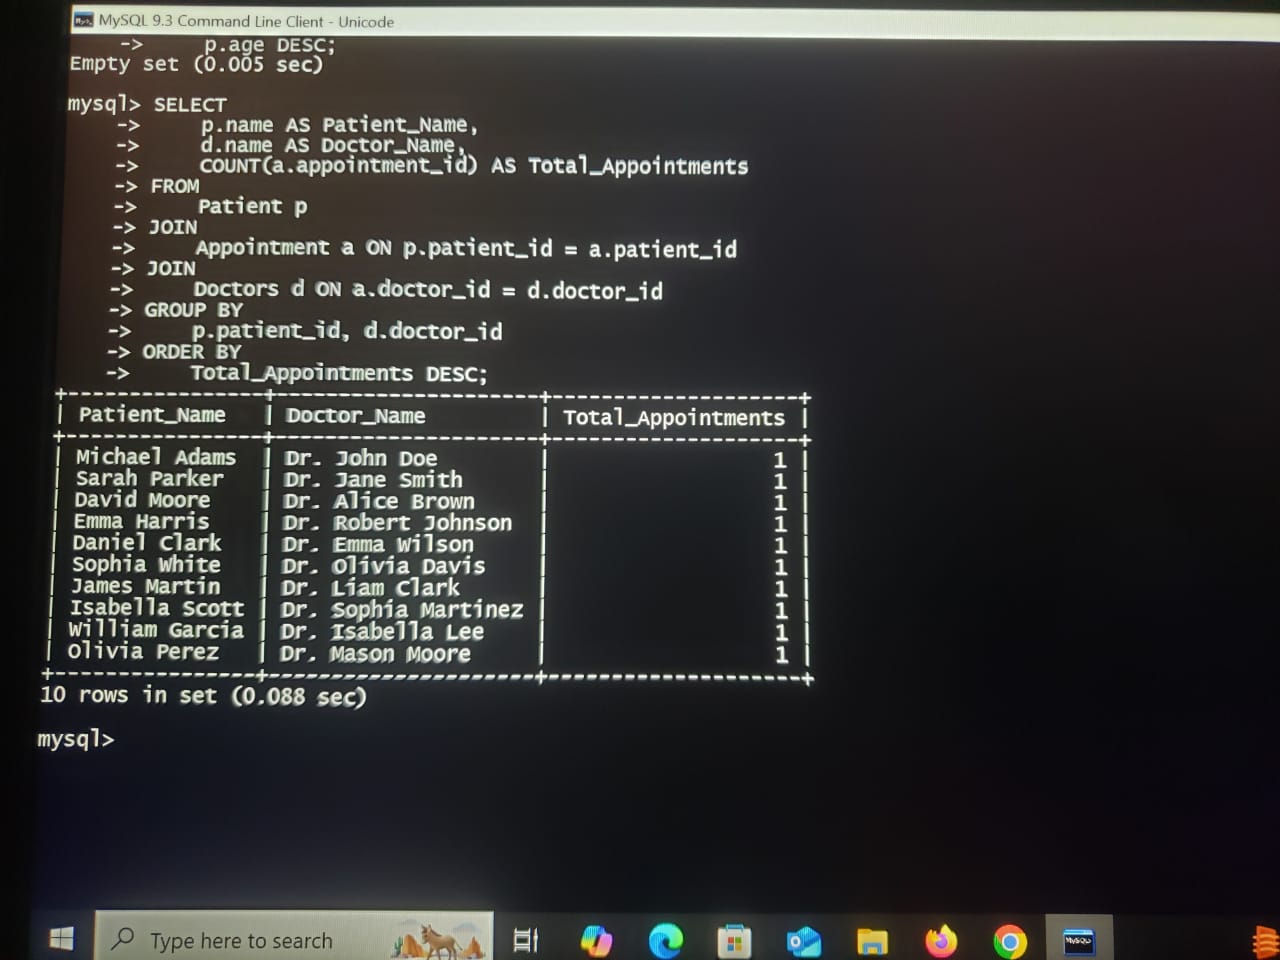 MySQL 9.3 Command Line Client - Unicode
    ->     p.age DESC;
Empty set (0.005 sec)
mysql> SELECT
    ->     p.name AS Patient_Name,
    ->     d.name AS Doctor_Name,
    ->     COUNT(a.appointment_id) AS Total_Appointments
    -> FROM
    ->     Patient p
    -> JOIN
    ->     Appointment a ON p.patient_id = a.patient_id
    -> JOIN
    ->     Doctors d ON a.doctor_id = d.doctor_id
    -> GROUP BY
    ->     p.patient_id, d.doctor_id
    -> ORDER BY
    ->     Total_Appointments DESC;
+----------------+--------------------+--------------------+
| Patient_Name | Doctor_Name | Total_Appointments |
+----------------+--------------------+--------------------+
| Michael Adams | Dr. John Doe | 1 |
| Sarah Parker | Dr. Jane Smith | 1 |
| David Moore | Dr. Alice Brown | 1 |
| Emma Harris | Dr. Robert Johnson | 1 |
| Daniel Clark | Dr. Emma Wilson | 1 |
| Sophia White | Dr. Olivia Davis | 1 |
| James Martin | Dr. Liam Clark | 1 |
| Isabella Scott | Dr. Sophia Martinez | 1 |
| William Garcia | Dr. Isabella Lee | 1 |
| Olivia Perez | Dr. Mason Moore | 1 |
+----------------+--------------------+--------------------+
10 rows in set (0.088 sec)
mysql>
Type here to search
MySQL